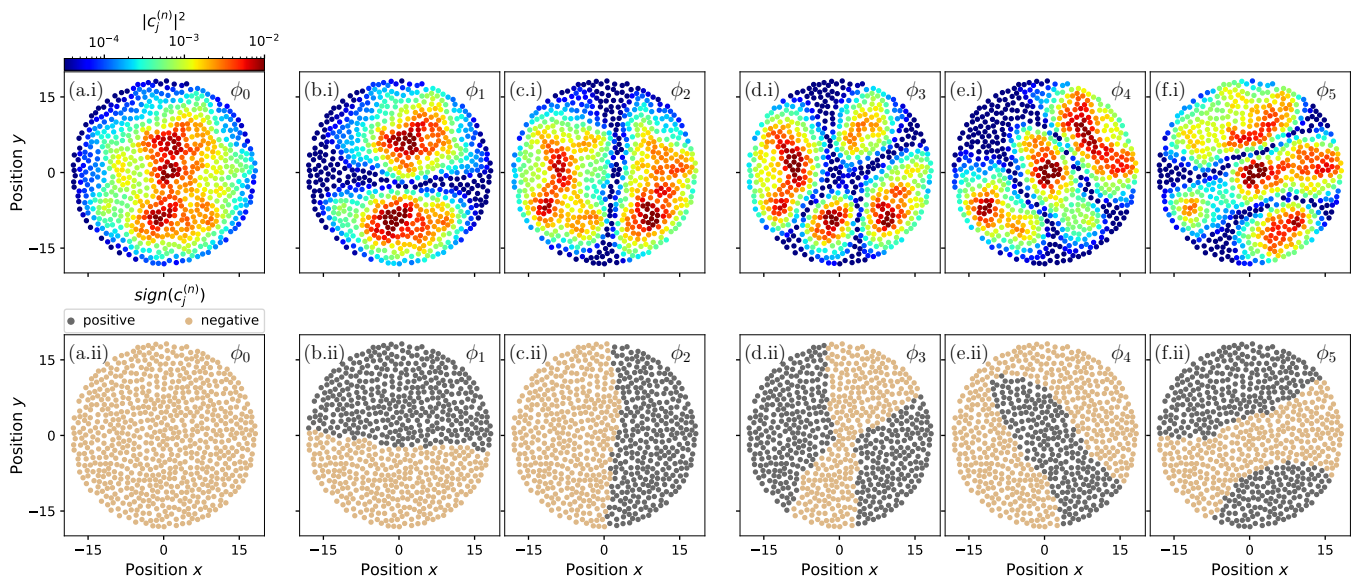 |c_j^(n)|^2
10^-4 10^-3 10^-2
(a.i) ϕ_0 (b.i) ϕ_1 (c.i) ϕ_2 (d.i) ϕ_3 (e.i) ϕ_4 (f.i) ϕ_5
15
0
−15
Position y
−15 0 15
sign(c_j^(n))
positive negative
(a.ii) ϕ_0 (b.ii) ϕ_1 (c.ii) ϕ_2 (d.ii) ϕ_3 (e.ii) ϕ_4 (f.ii) ϕ_5
15
0
−15
Position y
−15 0 15 −15 0 15 −15 0 15 −15 0 15 −15 0 15 −15 0 15
Position x Position x Position x Position x Position x Position x